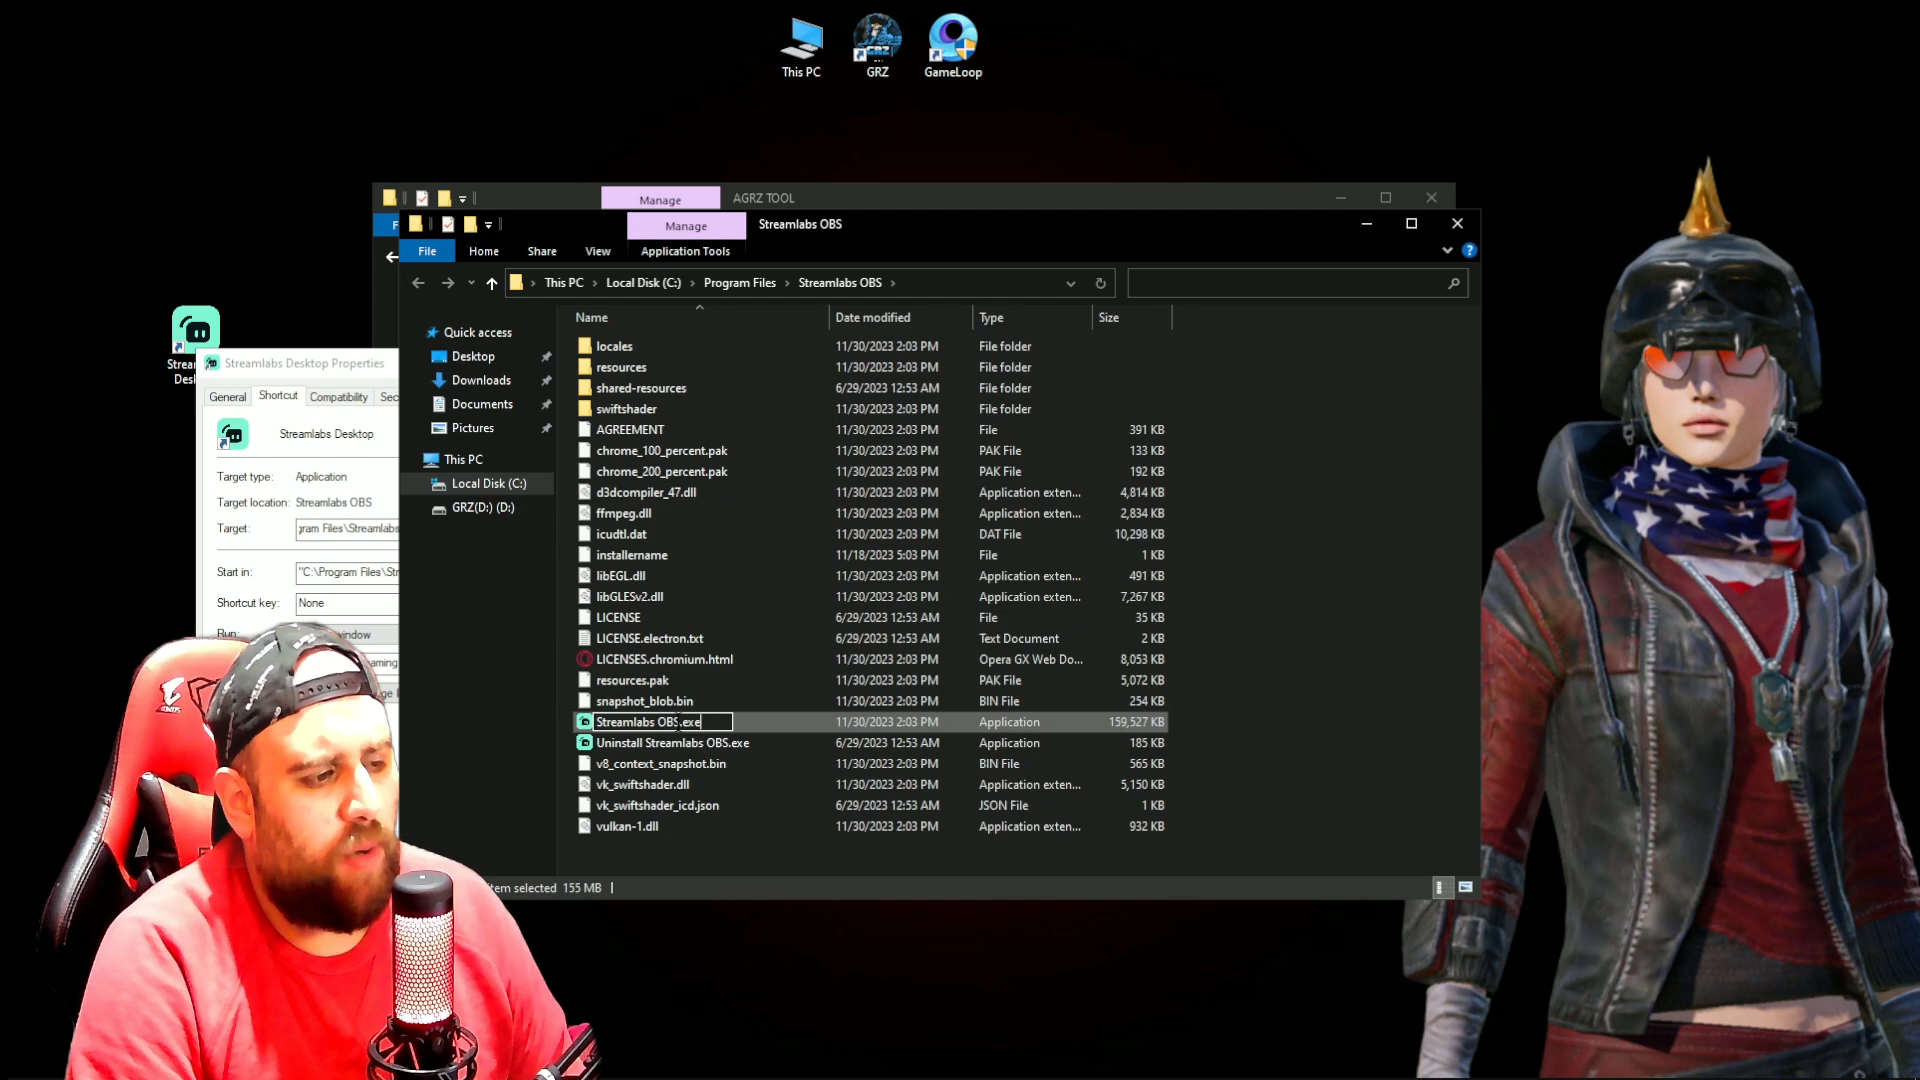 This PC
GRZ
GameLoop
Manage
AGRZ TOOL
Manage
Streamlabs OBS
File
Home
Share
View
Application Tools
This PC > Local Disk (C:) > Program Files > Streamlabs OBS >
Name
Date modified
Type
Size
Quick access
Desktop
Downloads
Documents
Pictures
This PC
Local Disk (C:)
GRZ(D:) (D:)
locales 11/30/2023 2:03 PM File folder
resources 11/30/2023 2:03 PM File folder
shared-resources 6/29/2023 12:53 AM File folder
swiftshader 11/30/2023 2:03 PM File folder
AGREEMENT 11/30/2023 2:03 PM File 391 KB
chrome_100_percent.pak 11/30/2023 2:03 PM PAK File 133 KB
chrome_200_percent.pak 11/30/2023 2:03 PM PAK File 192 KB
d3dcompiler_47.dll 11/30/2023 2:03 PM Application exten... 4,814 KB
ffmpeg.dll 11/30/2023 2:03 PM Application exten... 2,834 KB
icudtl.dat 11/30/2023 2:03 PM DAT File 10,298 KB
installername 11/18/2023 5:03 PM File 1 KB
libEGL.dll 11/30/2023 2:03 PM Application exten... 491 KB
libGLESv2.dll 11/30/2023 2:03 PM Application exten... 7,267 KB
LICENSE 6/29/2023 12:53 AM File 35 KB
LICENSE.electron.txt 6/29/2023 12:53 AM Text Document 2 KB
LICENSES.chromium.html 11/30/2023 2:03 PM Opera GX Web Do... 8,053 KB
resources.pak 11/30/2023 2:03 PM PAK File 5,072 KB
snapshot_blob.bin 11/30/2023 2:03 PM BIN File 254 KB
Streamlabs OBS.exe 11/30/2023 2:03 PM Application 159,527 KB
Uninstall Streamlabs OBS.exe 6/29/2023 12:53 AM Application 185 KB
v8_context_snapshot.bin 11/30/2023 2:03 PM BIN File 565 KB
vk_swiftshader.dll 11/30/2023 2:03 PM Application exten... 5,150 KB
vk_swiftshader_icd.json 6/29/2023 12:53 AM JSON File 1 KB
vulkan-1.dll 11/30/2023 2:03 PM Application exten... 932 KB
tem selected 155 MB
Strea
Des
Streamlabs Desktop Properties
General
Shortcut
Compatibility
Sec
Streamlabs Desktop
Target type: Application
Target location: Streamlabs OBS
Target: gram Files\Streamlabs
Start in: "C:\Program Files\Str
Shortcut key: None
Run: window